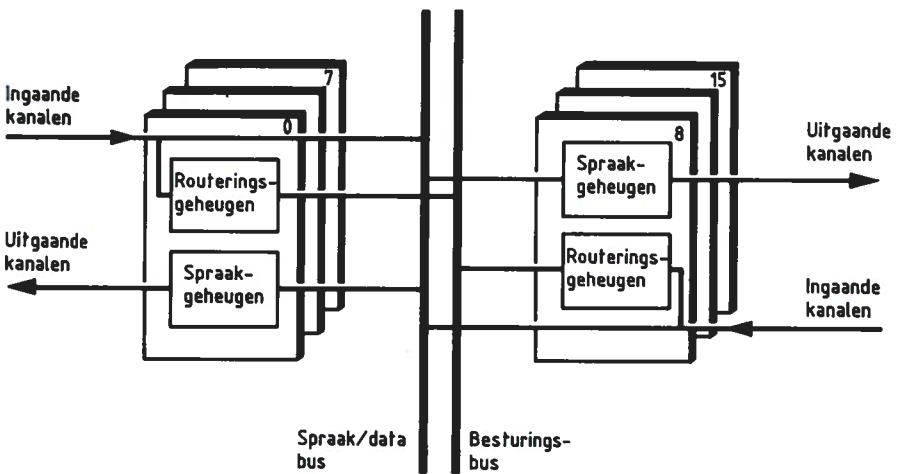 Ingaande
kanalen
7
0
Routerings-
geheugen
Uitgaande
kanalen
Spraak-
geheugen
15
8
Spraak-
geheugen
Uitgaande
kanalen
Routerings-
geheugen
Ingaande
kanalen
Spraak/data
bus
Besturings-
bus